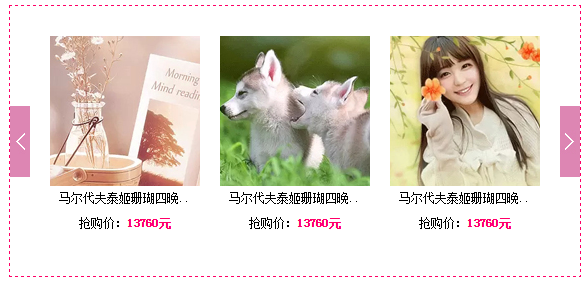 Morning
Mind readin
马尔代夫泰姬珊瑚四晚. .
马尔代夫泰姬珊瑚四晚. .
马尔代夫泰姬珊瑚四晚. .
抢购价：13760元
抢购价：13760元
抢购价：13760元